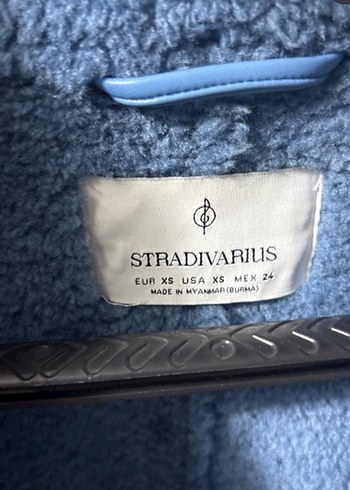 STRADIVARIUS
EUR XS USA XS MEX 24
MADE IN MYANMAR (BURMA)